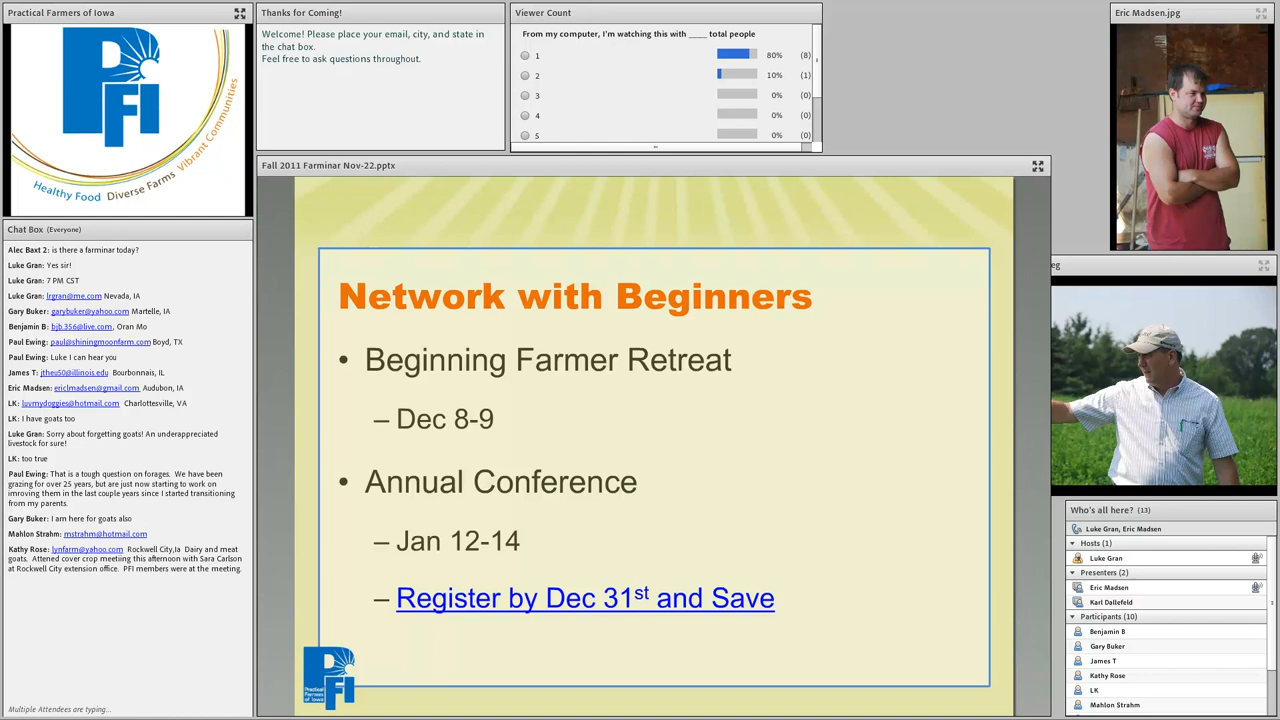 Practical Farmers of Iowa
PFI
Healthy Food Diverse Farms Vibrant Communities
Thanks for Coming!
Welcome! Please place your email, city, and state in
the chat box.
Feel free to ask questions throughout.
Viewer Count
From my computer, I'm watching this with ____ total people
1 80% (8)
2 10% (1)
3 0% (0)
4 0% (0)
5 0% (0)
Eric Madsen.jpg
Chat Box (Everyone)
Alec Baxt 2: is there a farminar today?
Luke Gran: Yes sir!
Luke Gran: 7 PM CST
Luke Gran: lrgran@me.com Nevada, IA
Gary Buker: garybuker@yahoo.com Martelle, IA
Benjamin B: bjb.356@live.com, Oran Mo
Paul Ewing: paul@shiningmoonfarm.com Boyd, TX
Paul Ewing: Luke I can hear you
James T: jtheu50@illinois.edu Bourbonnais, IL
Eric Madsen: ericlmadsen@gmail.com Audubon, IA
LK: luvmydoggies@hotmail.com Charlottesville, VA
LK: I have goats too
Luke Gran: Sorry about forgetting goats! An underappreciated
livestock for sure!
LK: too true
Paul Ewing: That is a tough question on forages. We have been
grazing for over 25 years, but are just now starting to work on
imroving them in the last couple years since I started transitioning
from my parents.
Gary Buker: I am here for goats also
Mahlon Strahm: mstrahm@hotmail.com
Kathy Rose: lynfarm@yahoo.com Rockwell City,Ia Dairy and meat
goats. Attened cover crop meetiing this afternoon with Sara Carlson
at Rockwell City extension office. PFI members were at the meeting.
Multiple Attendees are typing...
Fall 2011 Farminar Nov-22.pptx
Network with Beginners
• Beginning Farmer Retreat
– Dec 8-9
• Annual Conference
– Jan 12-14
– Register by Dec 31st and Save
PFI
Practical
Farmers
of Iowa
eg
Who's all here? (13)
Luke Gran, Eric Madsen
Hosts (1)
Luke Gran
Presenters (2)
Eric Madsen
Karl Dallefeld
Participants (10)
Benjamin B
Gary Buker
James T
Kathy Rose
LK
Mahlon Strahm